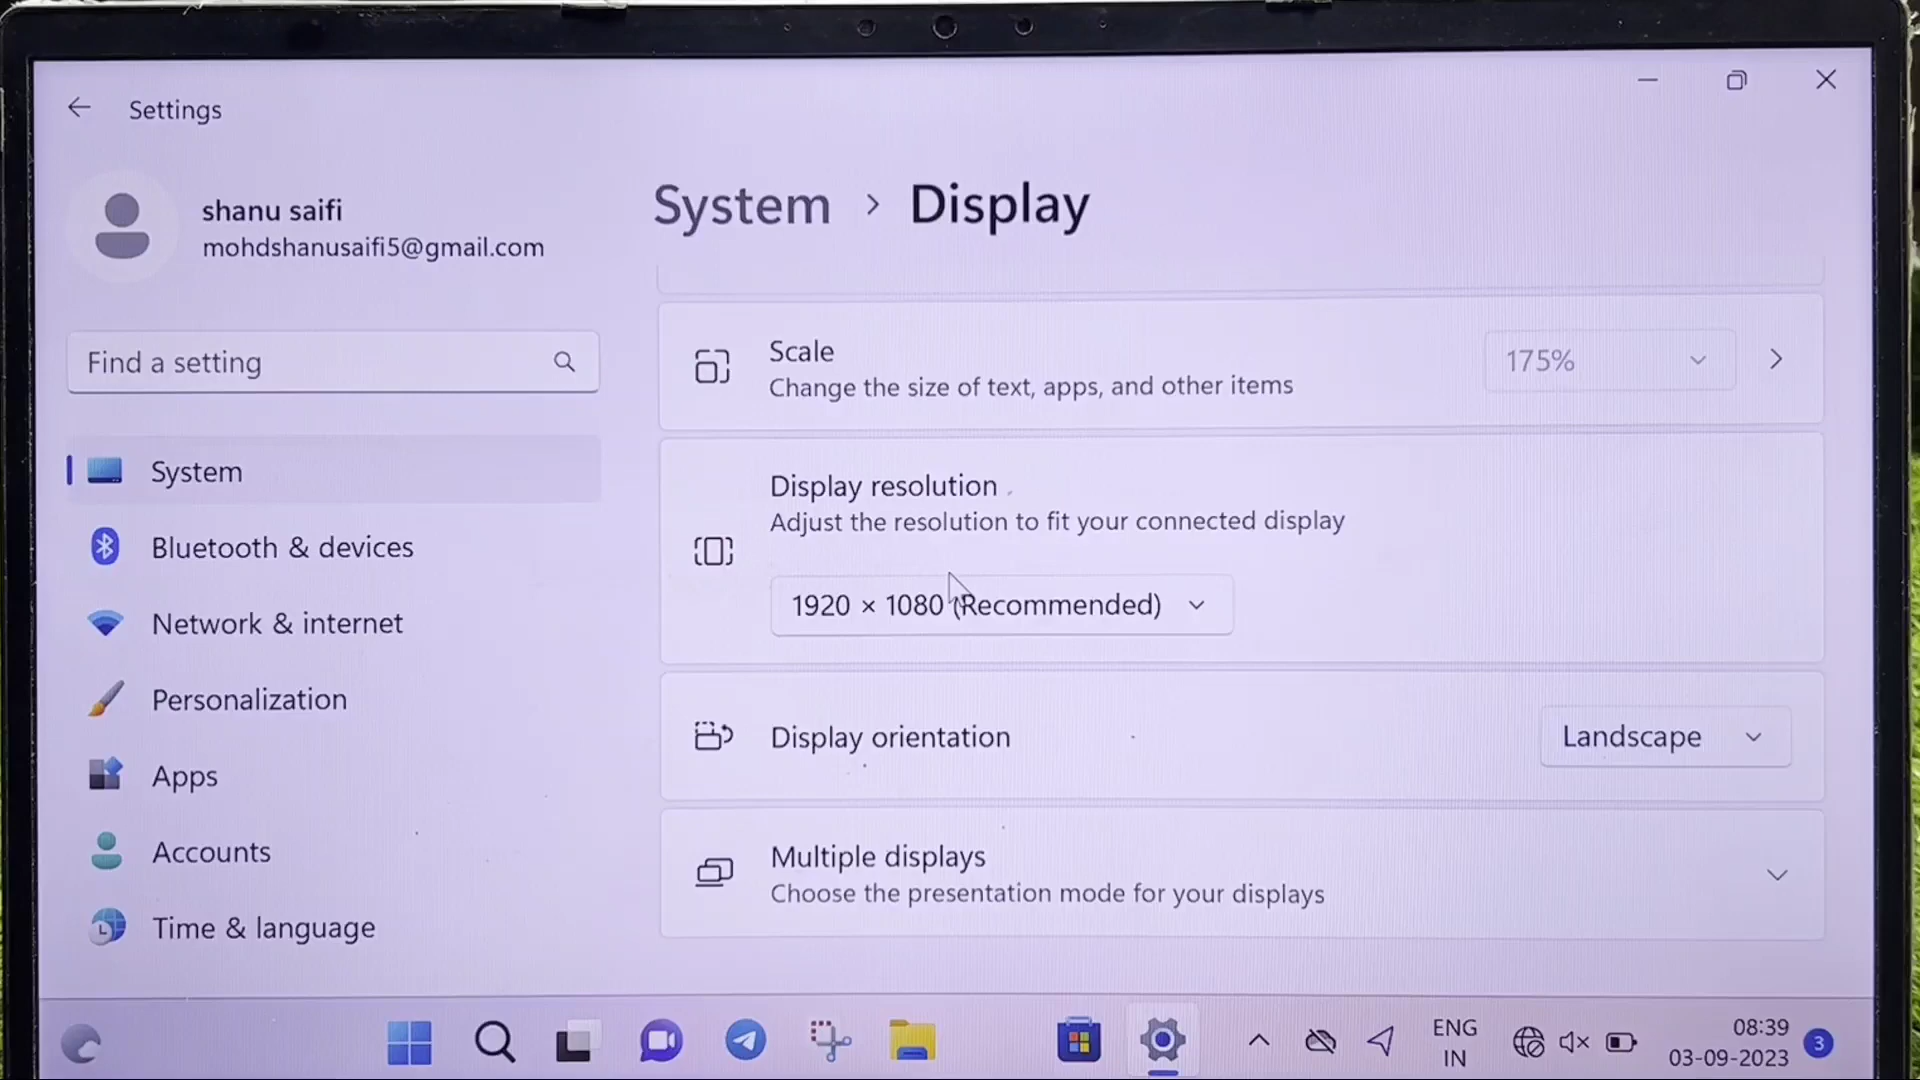 Settings
shanu saifi
mohdshanusaifi5@gmail.com
Find a setting
System
Bluetooth & devices
Network & internet
Personalization
Apps
Accounts
Time & language
System > Display
Scale
Change the size of text, apps, and other items
175%
Display resolution
Adjust the resolution to fit your connected display
1920 × 1080 (Recommended)
Display orientation
Landscape
Multiple displays
Choose the presentation mode for your displays
ENG
IN
08:39
03-09-2023
3